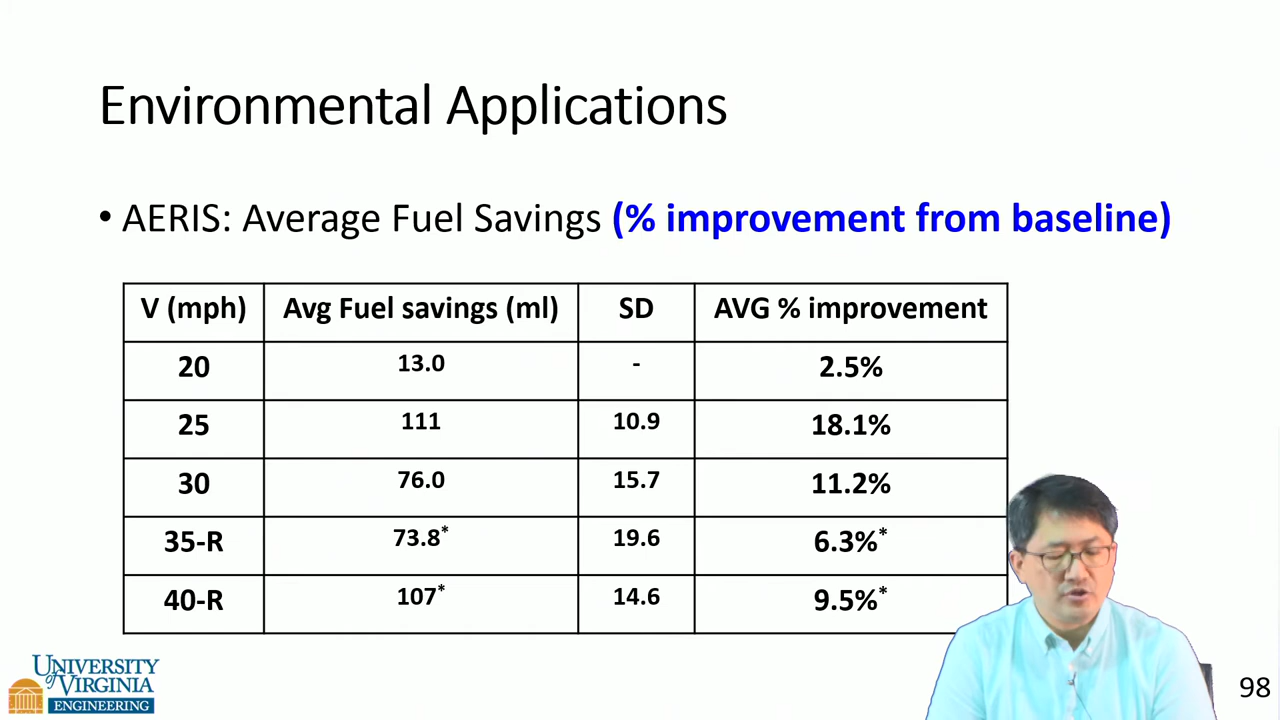 Environmental Applications
• AERIS: Average Fuel Savings (% improvement from baseline)
V (mph) Avg Fuel savings (ml) SD AVG % improvement
20 13.0 - 2.5%
25 111 10.9 18.1%
30 76.0 15.7 11.2%
35-R 73.8* 19.6 6.3%*
40-R 107* 14.6 9.5%*
UNIVERSITY
of VIRGINIA
ENGINEERING
98